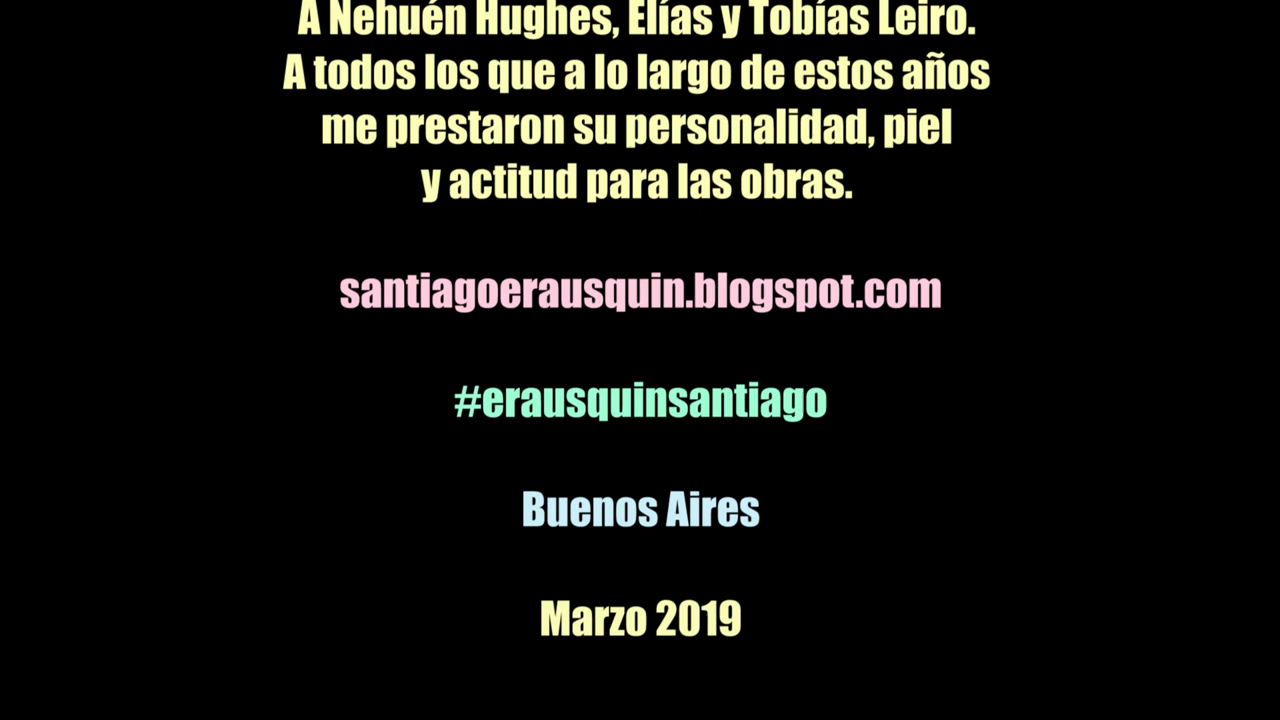 A Nehuén Hughes, Elías y Tobías Leiro.
A todos los que a lo largo de estos años
me prestaron su personalidad, piel
y actitud para las obras.
santiagoerausquin.blogspot.com
#erausquinsantiago
Buenos Aires
Marzo 2019